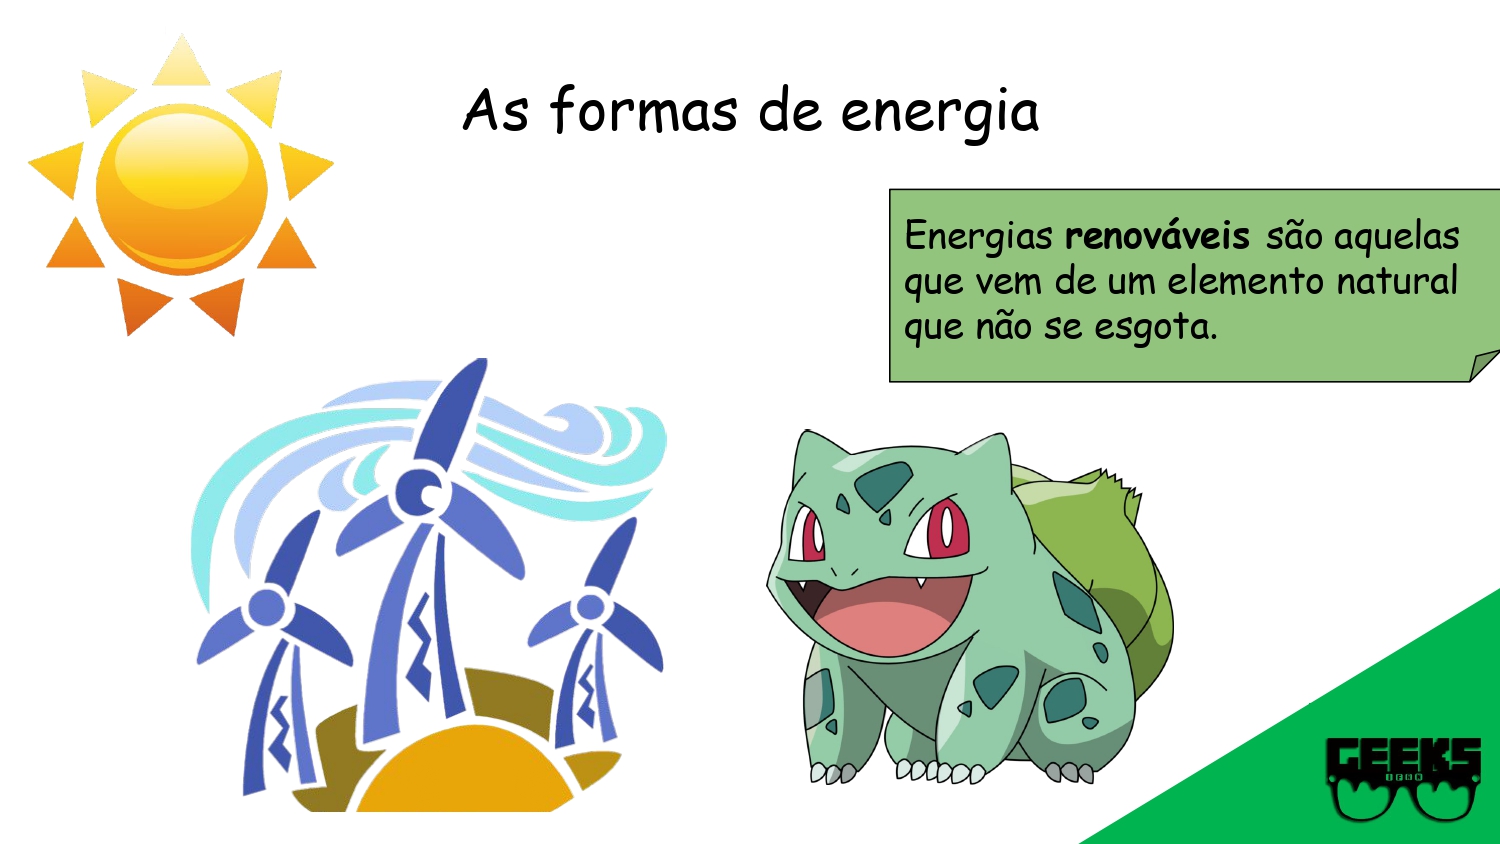 As formas de energia
Energias renováveis são aquelas
que vem de um elemento natural
que não se esgota.
GEEKS